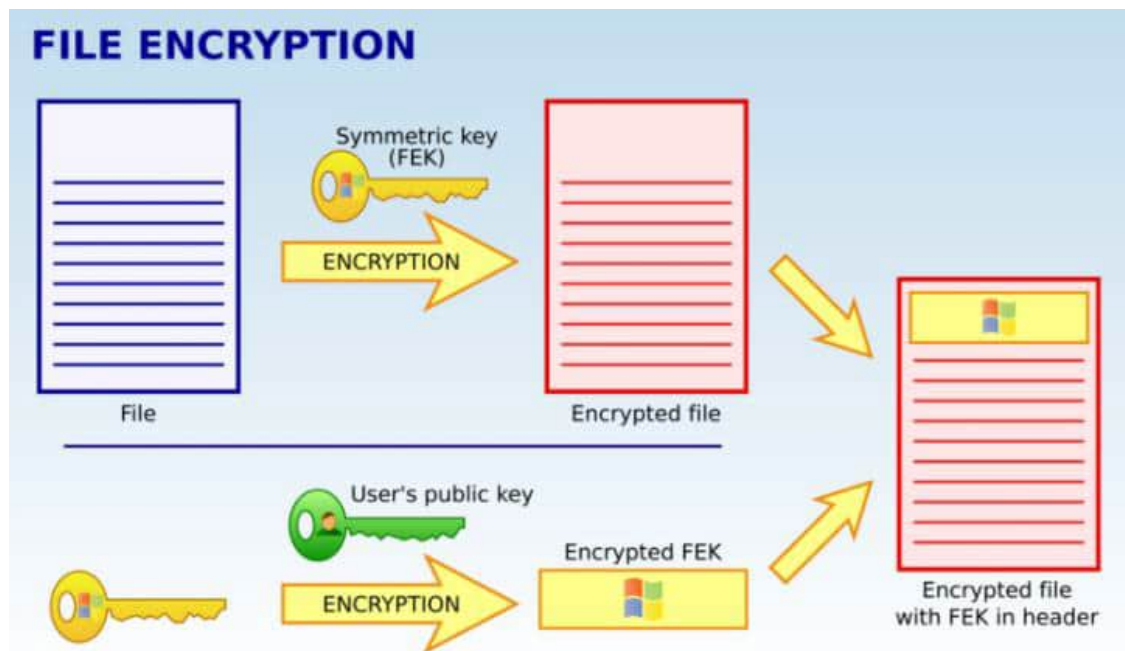 FILE ENCRYPTION
Symmetric key
(FEK)
ENCRYPTION
File
Encrypted file
User's public key
ENCRYPTION
Encrypted FEK
Encrypted file
with FEK in header